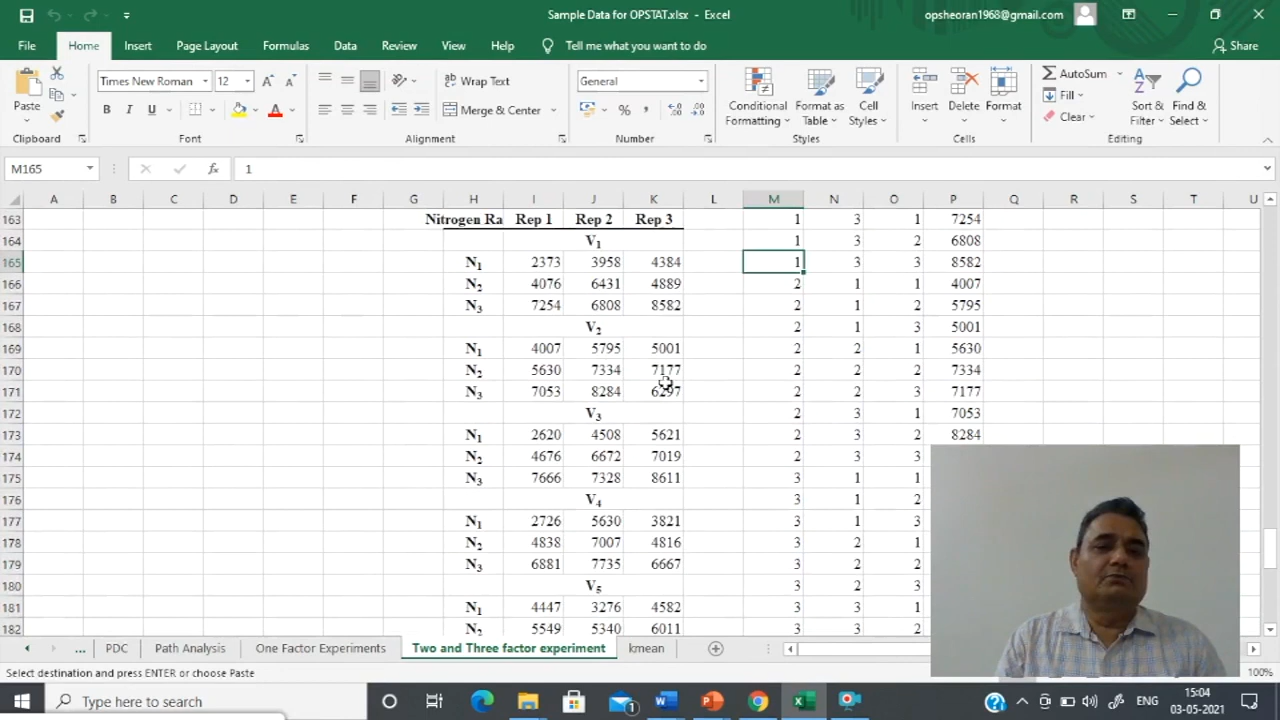 Sample Data for OPSTAT.xlsx - Excel
opsheoran1968@gmail.com
File Home Insert Page Layout Formulas Data Review View Help Tell me what you want to do Share
Paste
Times New Roman 12
B I U
Wrap Text
Merge & Center
General
Conditional Formatting
Format as Table
Cell Styles
Insert
Delete
Format
AutoSum
Fill
Clear
Sort & Filter
Find & Select
Clipboard Font Alignment Number Styles Cells Editing
M165 fx 1
A B C D E F G H I J K L M N O P Q R S T U
163 Nitrogen Ra Rep 1 Rep 2 Rep 3 1 3 1 7254
164 V1 1 3 2 6808
165 N1 2373 3958 4384 1 3 3 8582
166 N2 4076 6431 4889 2 1 1 4007
167 N3 7254 6808 8582 2 1 2 5795
168 V2 2 1 3 5001
169 N1 4007 5795 5001 2 2 1 5630
170 N2 5630 7334 7177 2 2 2 7334
171 N3 7053 8284 6297 2 2 3 7177
172 V3 2 3 1 7053
173 N1 2620 4508 5621 2 3 2 8284
174 N2 4676 6672 7019 2 3 3
175 N3 7666 7328 8611 3 1 1
176 V4 3 1 2
177 N1 2726 5630 3821 3 1 3
178 N2 4838 7007 4816 3 2 1
179 N3 6881 7735 6667 3 2 2
180 V5 3 2 3
181 N1 4447 3276 4582 3 3 1
182 N2 5549 5340 6011 3 3 2
... PDC Path Analysis One Factor Experiments Two and Three factor experiment kmean
Select destination and press ENTER or choose Paste
100%
Type here to search
1
ENG
15:04
03-05-2021